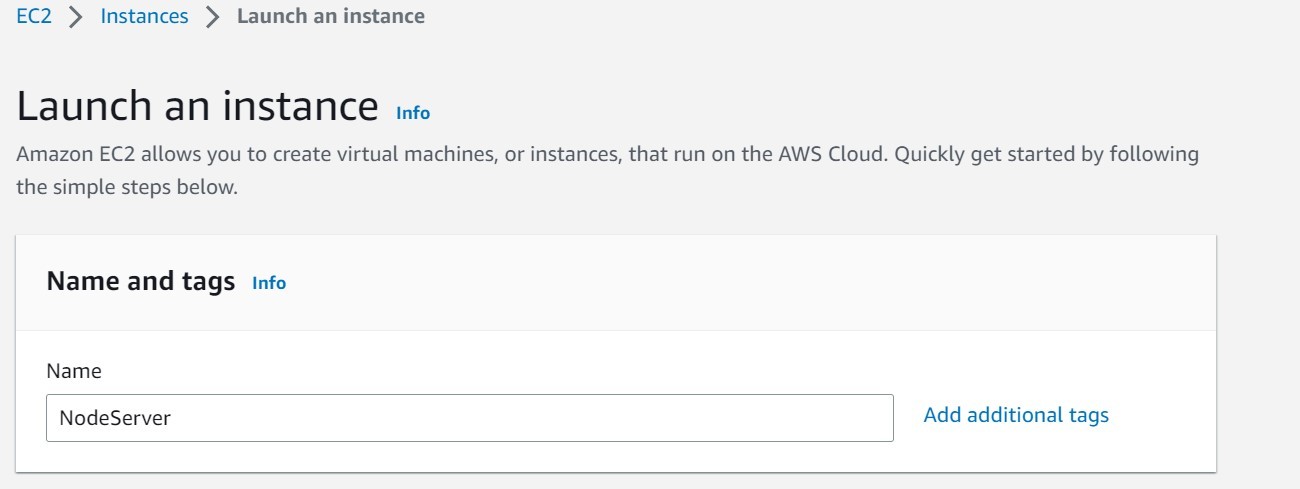 EC2 > Instances > Launch an instance
Launch an instance Info
Amazon EC2 allows you to create virtual machines, or instances, that run on the AWS Cloud. Quickly get started by following
the simple steps below.
Name and tags Info
Name
NodeServer Add additional tags